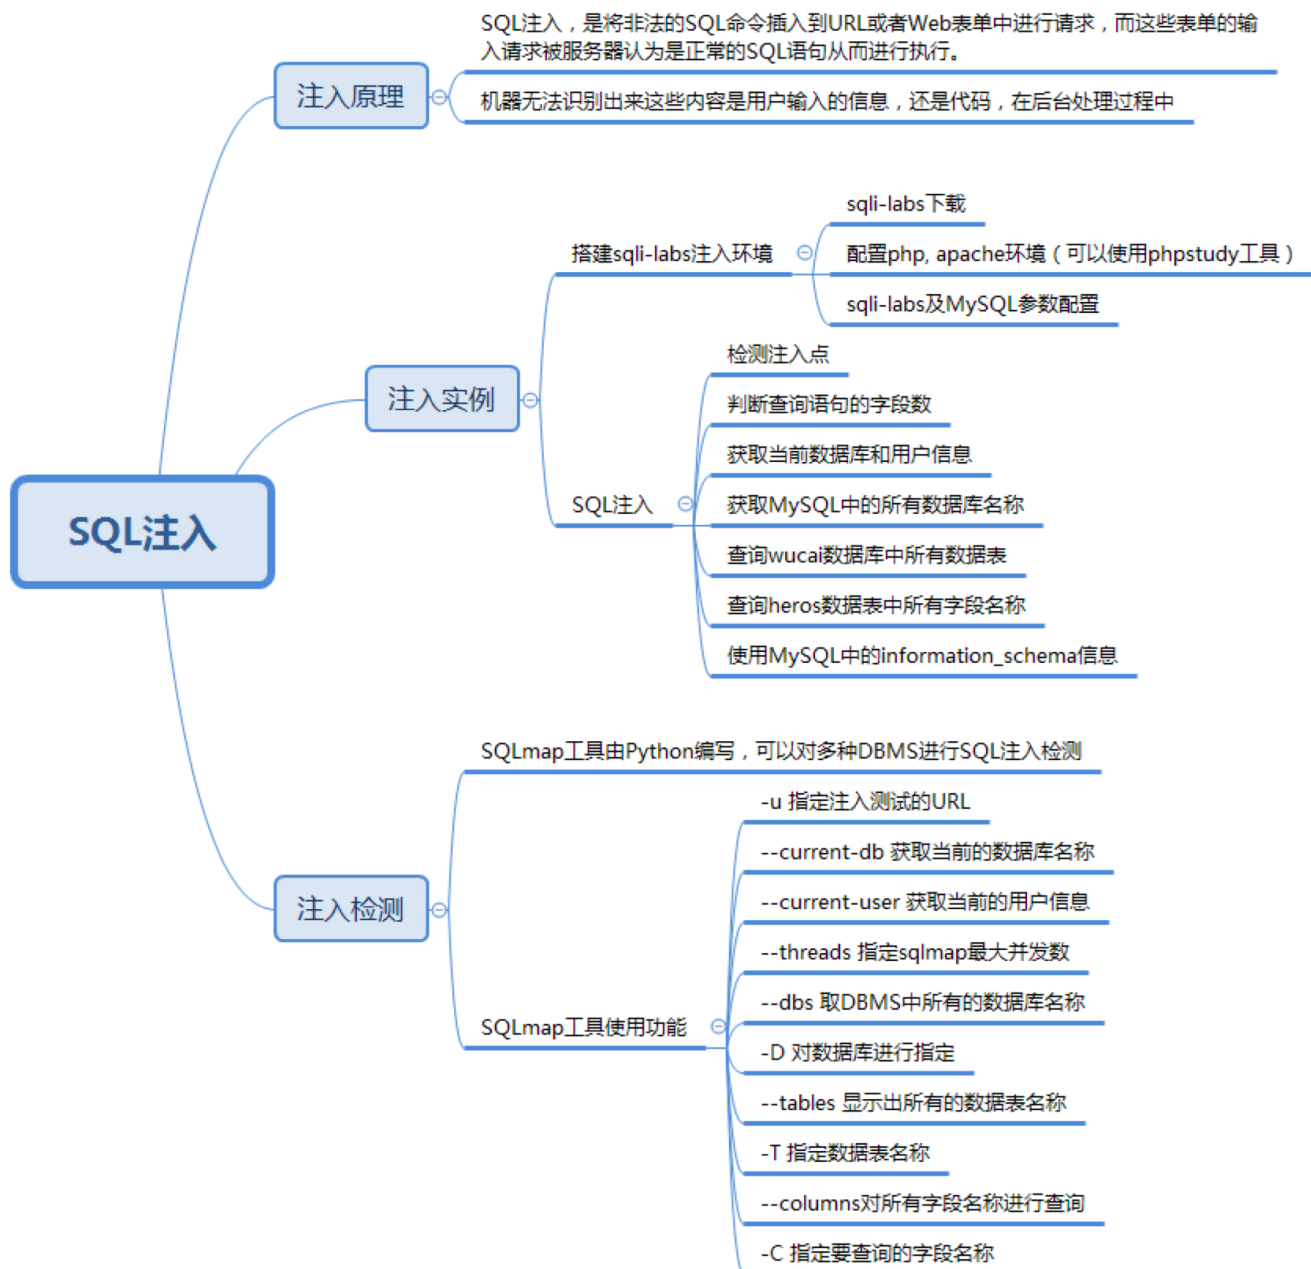 SQL注入，是将非法的SQL命令插入到URL或者Web表单中进行请求，而这些表单的输
入请求被服务器认为是正常的SQL语句从而进行执行。
注入原理
机器无法识别出来这些内容是用户输入的信息，还是代码，在后台处理过程中
sqli-labs下载
搭建sqli-labs注入环境
配置php, apache环境（可以使用phpstudy工具）
sqli-labs及MySQL参数配置
检测注入点
注入实例
判断查询语句的字段数
获取当前数据库和用户信息
SQL注入
获取MySQL中的所有数据库名称
SQL注入
查询wucai数据库中所有数据表
查询heros数据表中所有字段名称
使用MySQL中的information_schema信息
SQLmap工具由Python编写，可以对多种DBMS进行SQL注入检测
-u 指定注入测试的URL
--current-db 获取当前的数据库名称
注入检测
--current-user 获取当前的用户信息
--threads 指定sqlmap最大并发数
--dbs 取DBMS中所有的数据库名称
SQLmap工具使用功能
-D 对数据库进行指定
--tables 显示出所有的数据表名称
-T 指定数据表名称
--columns对所有字段名称进行查询
-C 指定要查询的字段名称